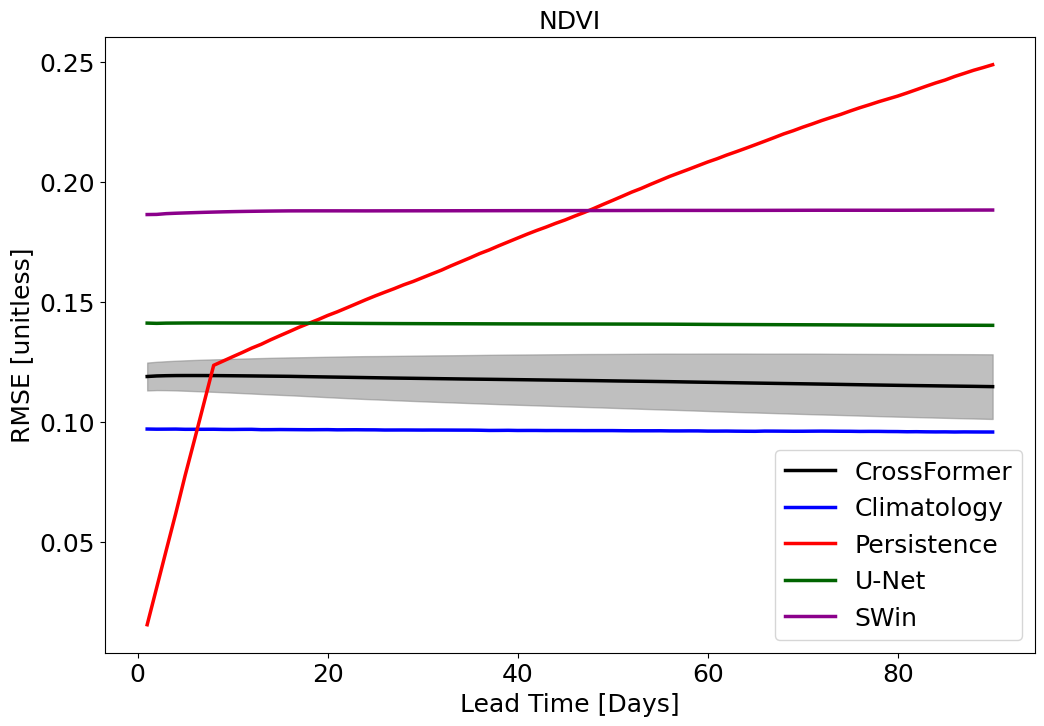 NDVI
RMSE [unitless]
0.25
0.20
0.15
0.10
0.05
0 20 40 60 80
Lead Time [Days]
CrossFormer
Climatology
Persistence
U-Net
SWin